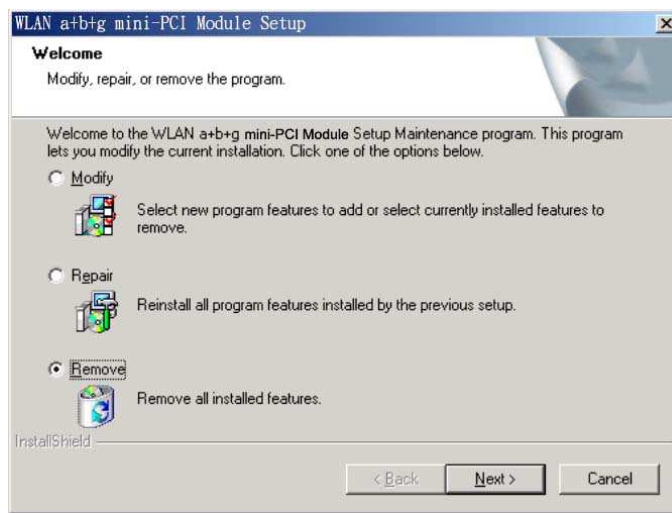 WLAN a+b+g mini-PCI Module Setup
Welcome
Modify, repair, or remove the program.
Welcome to the WLAN a+b+g mini-PCI Module Setup Maintenance program. This program
lets you modify the current installation. Click one of the options below.
Modify
Select new program features to add or select currently installed features to
remove.
Repair
Reinstall all program features installed by the previous setup.
Remove
Remove all installed features.
InstallShield
< Back
Next >
Cancel